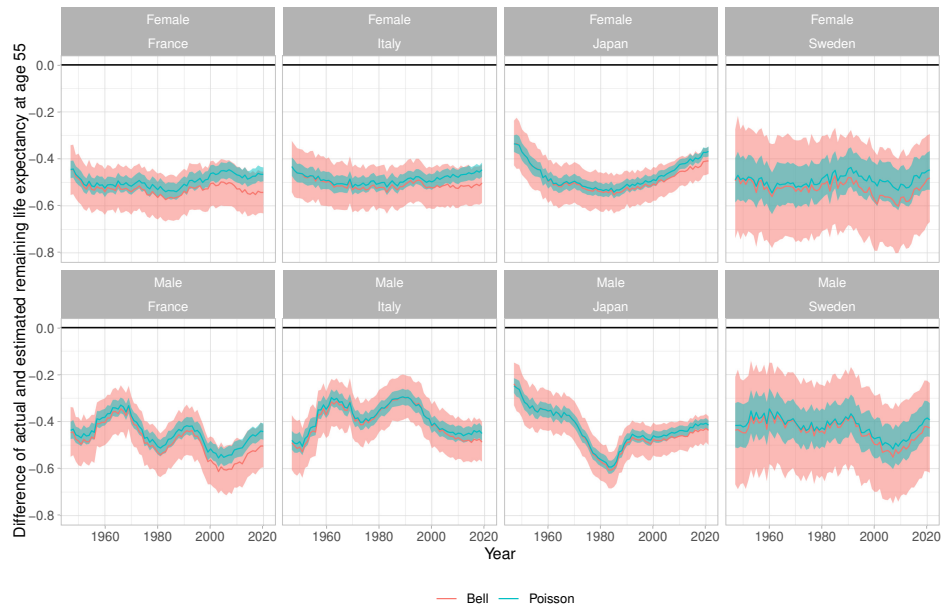 Difference of actual and estimated remaining life expectancy at age 55
Female Female Female Female
France Italy Japan Sweden
0.0
−0.2
−0.4
−0.6
−0.8
Male Male Male Male
France Italy Japan Sweden
0.0
−0.2
−0.4
−0.6
−0.8
1960 1980 2000 2020 1960 1980 2000 2020 1960 1980 2000 2020 1960 1980 2000 2020
Year
Bell Poisson